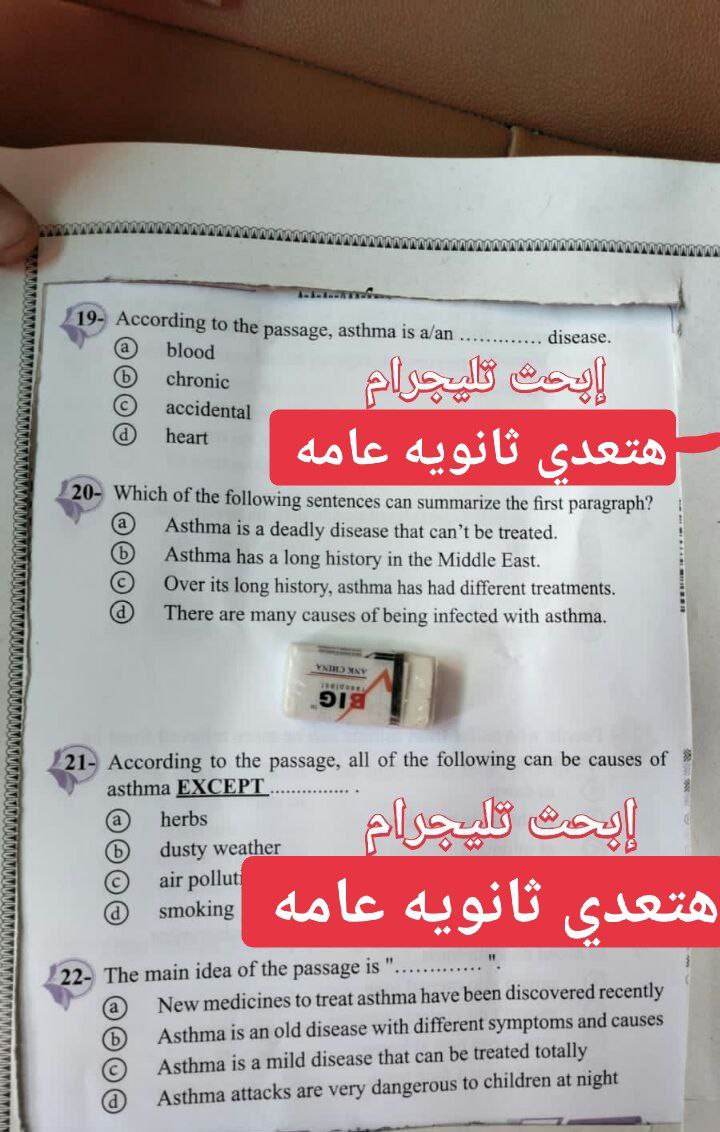 19- According to the passage, asthma is a/an .............. disease.
a blood
b chronic
c accidental
d heart
إبحث تليجرام
هتعدي ثانويه عامه
20- Which of the following sentences can summarize the first paragraph?
a Asthma is a deadly disease that can't be treated.
b Asthma has a long history in the Middle East.
c Over its long history, asthma has had different treatments.
d There are many causes of being infected with asthma.
ANK CHINA
BIG
21- According to the passage, all of the following can be causes of
asthma EXCEPT ............... .
a herbs
b dusty weather
c air polluti
d smoking
إبحث تليجرام
هتعدي ثانويه عامه
22- The main idea of the passage is "............. ".
a New medicines to treat asthma have been discovered recently
b Asthma is an old disease with different symptoms and causes
c Asthma is a mild disease that can be treated totally
d Asthma attacks are very dangerous to children at night